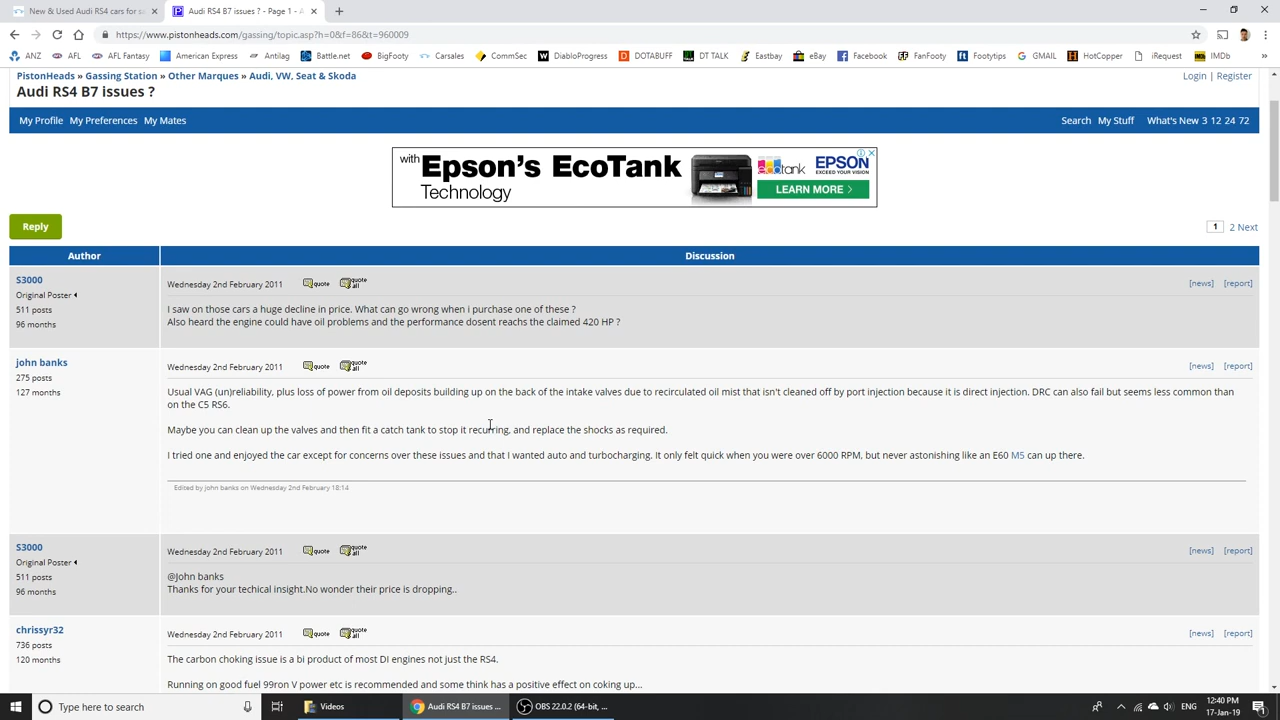 New & Used Audi RS4 cars for sa
Audi RS4 B7 issues ? - Page 1 - A
https://www.pistonheads.com/gassing/topic.asp?h=0&f=86&t=960009
ANZ AFL AFL Fantasy American Express Antilag Battle.net BigFooty Carsales CommSec DiabloProgress DOTABUFF DT TALK Eastbay eBay Facebook FanFooty Footytips GMAIL HotCopper iRequest IMDb
PistonHeads » Gassing Station » Other Marques » Audi, VW, Seat & Skoda
Login | Register
Audi RS4 B7 issues ?
My Profile My Preferences My Mates
Search My Stuff What's New 3 12 24 72
with Epson's EcoTank
Technology
ecotank
EPSON
EXCEED YOUR VISION
LEARN MORE >
Reply
1 2 Next
Author Discussion
S3000
Original Poster
511 posts
96 months
Wednesday 2nd February 2011 quote quote all [news] [report]
I saw on those cars a huge decline in price. What can go wrong when i purchase one of these ?
Also heard the engine could have oil problems and the performance dosent reachs the claimed 420 HP ?
john banks
275 posts
127 months
Wednesday 2nd February 2011 quote quote all [news] [report]
Usual VAG (un)reliability, plus loss of power from oil deposits building up on the back of the intake valves due to recirculated oil mist that isn't cleaned off by port injection because it is direct injection. DRC can also fail but seems less common than
on the C5 RS6.
Maybe you can clean up the valves and then fit a catch tank to stop it recurring, and replace the shocks as required.
I tried one and enjoyed the car except for concerns over these issues and that I wanted auto and turbocharging. It only felt quick when you were over 6000 RPM, but never astonishing like an E60 M5 can up there.
Edited by john banks on Wednesday 2nd February 18:14
S3000
Original Poster
511 posts
96 months
Wednesday 2nd February 2011 quote quote all [news] [report]
@John banks
Thanks for your techical insight.No wonder their price is dropping..
chrissyr32
736 posts
120 months
Wednesday 2nd February 2011 quote quote all [news] [report]
The carbon choking issue is a bi product of most DI engines not just the RS4.
Running on good fuel 99ron V power etc is recommended and some think has a positive effect on coking up...
Type here to search
Videos
Audi RS4 B7 issues ...
OBS 22.0.2 (64-bit, ...
ENG
12:40 PM
17-Jan-19